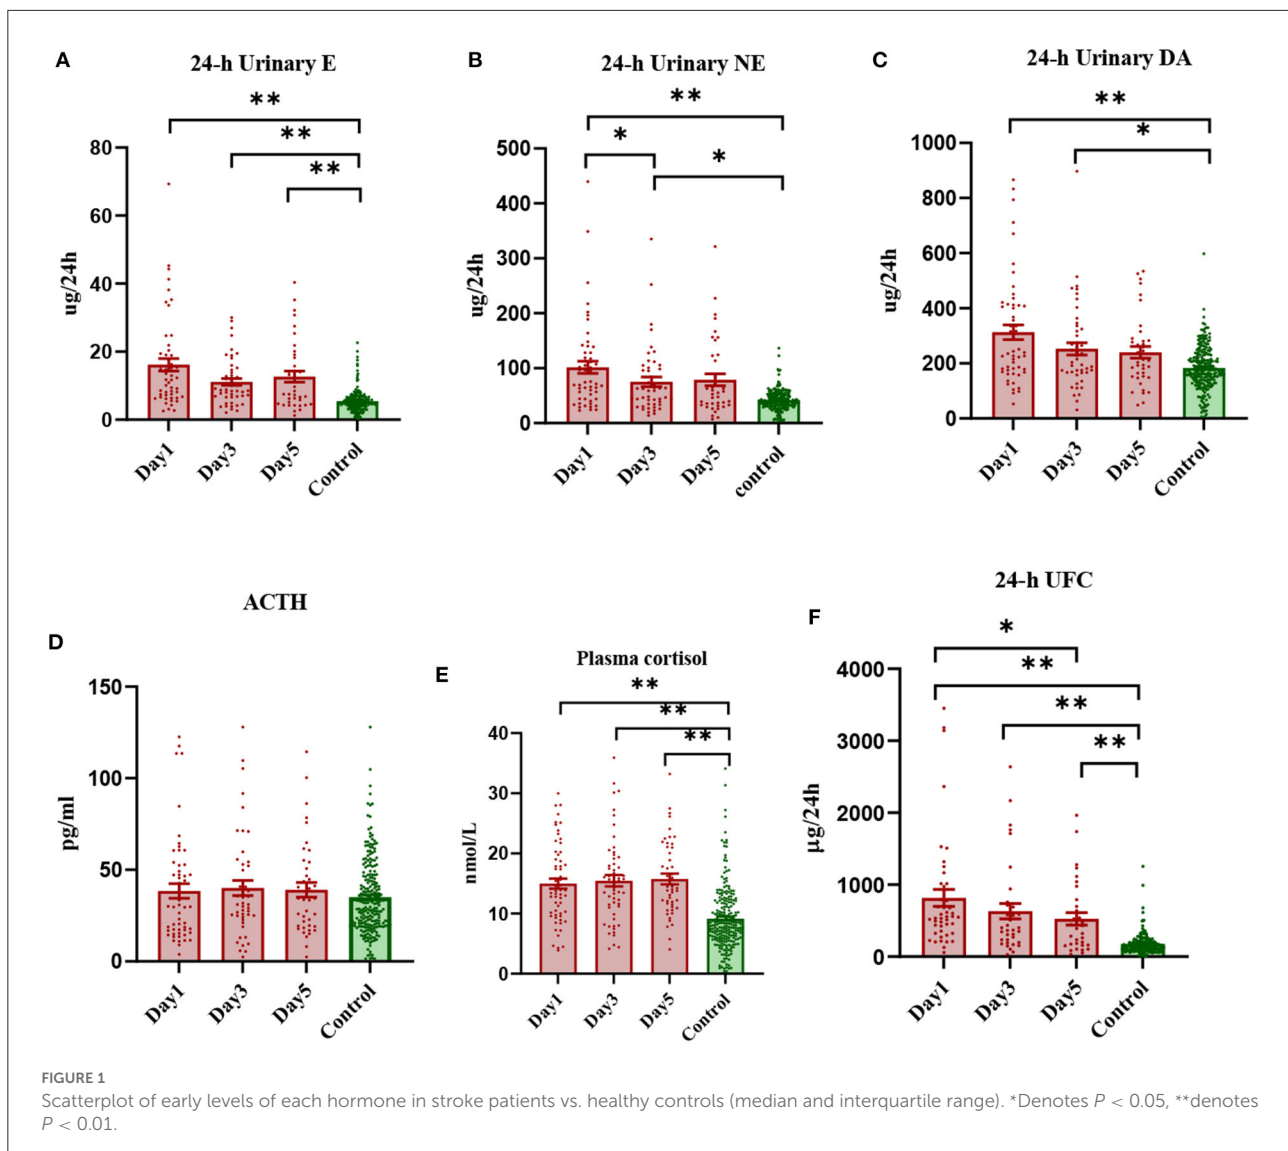 A
24-h Urinary E
**
**
**
ug/24h
80
60
40
20
0
Day1
Day3
Day5
Control
B
24-h Urinary NE
**
*
*
ug/24h
500
400
300
200
100
0
Day1
Day3
Day5
control
C
24-h Urinary DA
**
*
ug/24h
1000
800
600
400
200
0
Day1
Day3
Day5
Control
D
ACTH
pg/ml
150
100
50
0
Day1
Day3
Day5
Control
E
Plasma cortisol
**
**
**
nmol/L
40
30
20
10
0
Day1
Day3
Day5
Control
F
24-h UFC
*
**
**
**
µg/24h
4000
3000
2000
1000
0
Day1
Day3
Day5
Control
FIGURE 1
Scatterplot of early levels of each hormone in stroke patients vs. healthy controls (median and interquartile range). *Denotes P < 0.05, **denotes
P < 0.01.